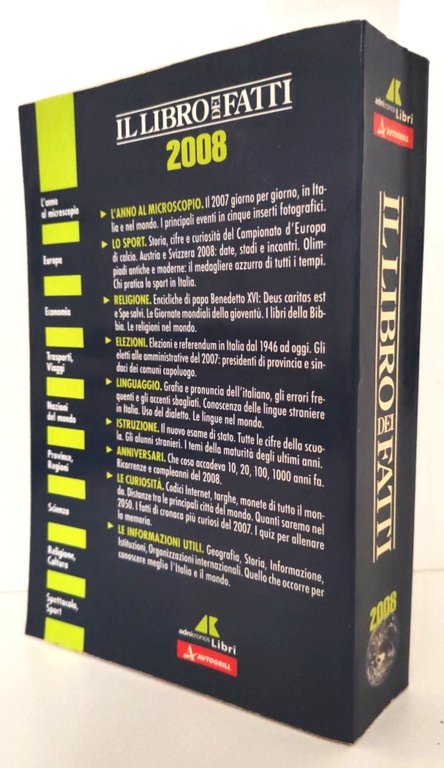 IL LIBRO DEI FATTI
2008
► L'ANNO AL MICROSCOPIO. Il 2007 giorno per giorno, in Ita-
lia e nel mondo. I principali eventi in cinque inserti fotografici.
► LO SPORT. Storia, cifre e curiosità del Campionato d'Europa
di calcio. Austria e Svizzera 2008: date, stadi e incontri. Olim-
piadi antiche e moderne: il medagliere azzurro di tutti i tempi.
Chi pratica lo sport in Italia.
► RELIGIONE. Encicliche di papa Benedetto XVI: Deus caritas est
e Spe salvi. Le Giornate mondiali della gioventù. I libri della Bib-
bia. Le religioni nel mondo.
► ELEZIONI. Elezioni e referendum in Italia dal 1946 ad oggi. Gli
eletti alle amministrative del 2007: presidenti di provincia e sin-
daci dei comuni capoluogo.
► LINGUAGGIO. Grafia e pronuncia dell'italiano, gli errori fre-
quenti e gli accenti sbagliati. Conoscenza delle lingue straniere
in Italia. Uso del dialetto. Le lingue nel mondo.
► ISTRUZIONE. Il nuovo esame di stato. Tutte le cifre della scuo-
la. Gli alunni stranieri. I temi della maturità degli ultimi anni.
► ANNIVERSARI. Che cosa accadeva 10, 20, 100, 1000 anni fa.
Ricorrenze e compleanni del 2008.
► LE CURIOSITÀ. Codici Internet, targhe, monete di tutto il mon-
do. Distanze tra le principali città del mondo. Quanti saremo nel
2050. I fatti di cronaca più curiosi del 2007. I quiz per allenare
la memoria.
► LE INFORMAZIONI UTILI. Geografia, Storia, Informazione,
Istituzioni, Organizzazioni internazionali. Quello che occorre per
conoscere meglio l'Italia e il mondo.
adnkronos Libri
AUTOGRILL
L'anno
al microscopio
Europa
Economia
Trasporti,
Viaggi
Nazioni
del mondo
Province,
Regioni
Scienza
Religione,
Cultura
Spettacolo,
Sport
adnkronos Libri
AUTOGRILL
IL LIBRO DEI FATTI
2008